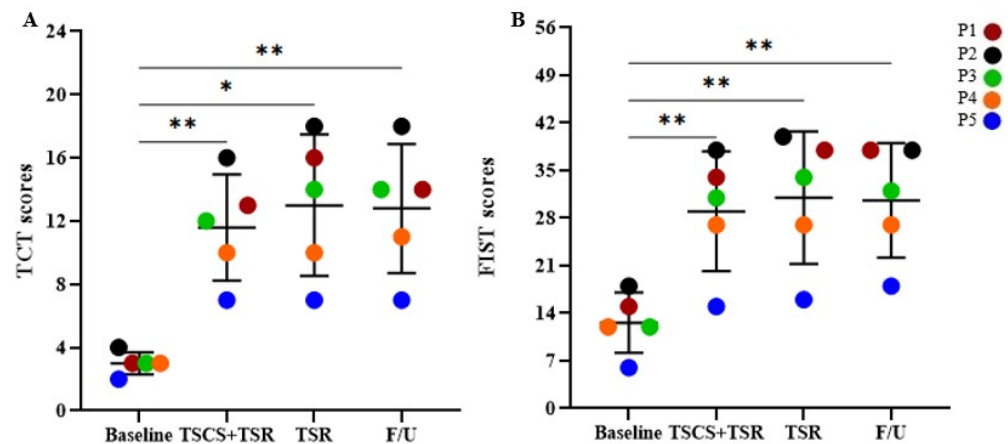 A
TCT scores
24
20
16
12
8
4
0
**
*
**
Baseline TSCS+TSR TSR F/U
B
FIST scores
56
49
42
35
28
21
14
7
0
**
**
**
Baseline TSCS+TSR TSR F/U
P1
P2
P3
P4
P5